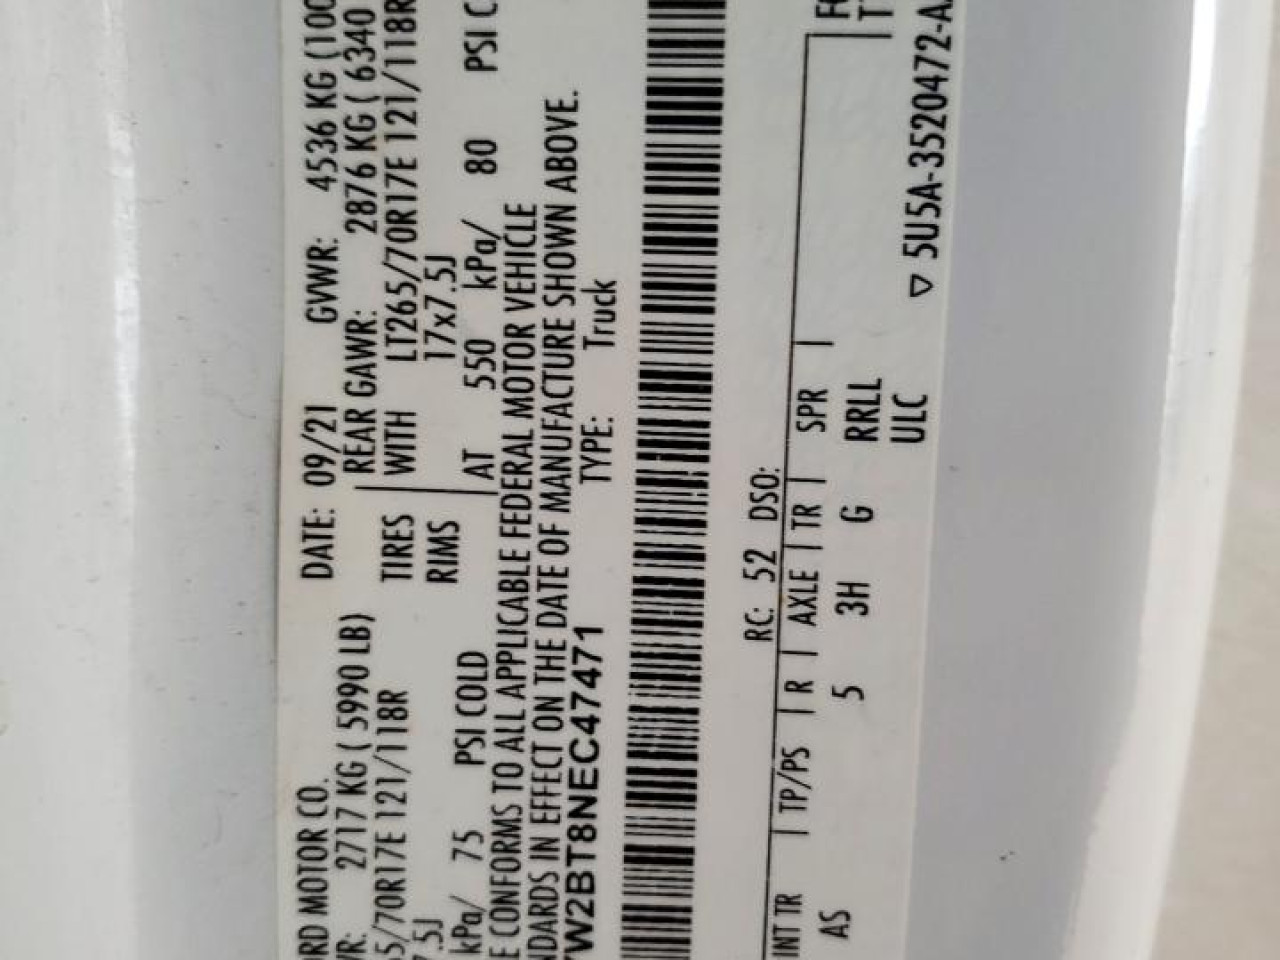 ORD MOTOR CO. DATE: 09/21 GVWR: 4536 KG (100
VR: 2717 KG ( 5990 LB) REAR GAWR: 2876 KG ( 6340
5/70R17E 121/118R TIRES WITH LT265/70R17E 121/118R
7.5J RIMS 17x7.5J
kPa/ 75 PSI COLD AT 550 kPa/ 80 PSI C
E CONFORMS TO ALL APPLICABLE FEDERAL MOTOR VEHICLE
NDARDS IN EFFECT ON THE DATE OF MANUFACTURE SHOWN ABOVE.
W2BT8NEC47471 TYPE: Truck
RC: 52 DSO:
INT TR TP/PS R AXLE TR SPR
AS 5 3H G RRLL
ULC
▽ 5U5A-3520472-A